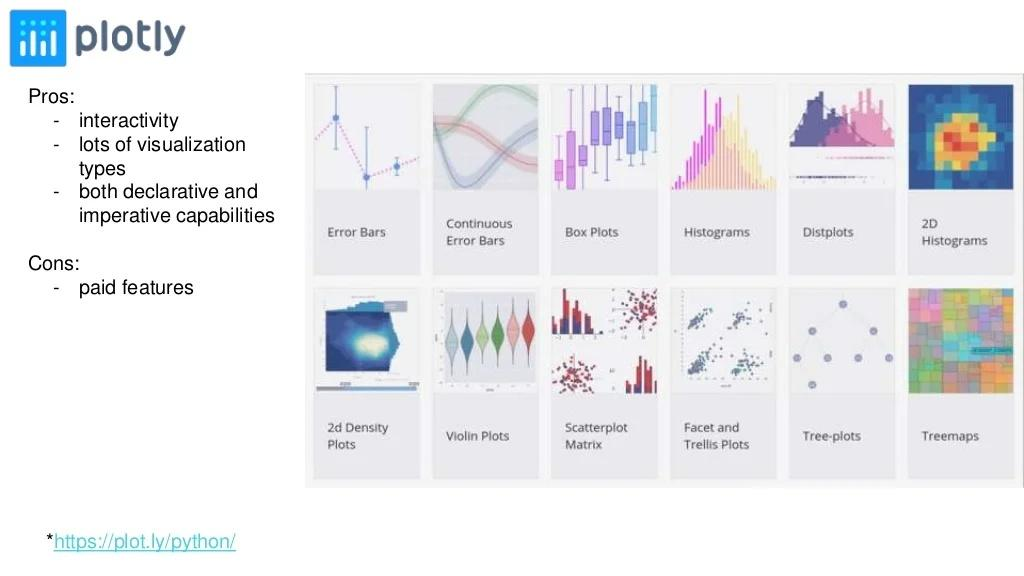 plotly
Pros:
- interactivity
- lots of visualization
types
- both declarative and
imperative capabilities
Cons:
- paid features
Error Bars
Continuous
Error Bars
Box Plots
Histograms
Distplots
2D
Histograms
2d Density
Plots
Violin Plots
Scatterplot
Matrix
Facet and
Trellis Plots
Tree-plots
Treemaps
*https://plot.ly/python/